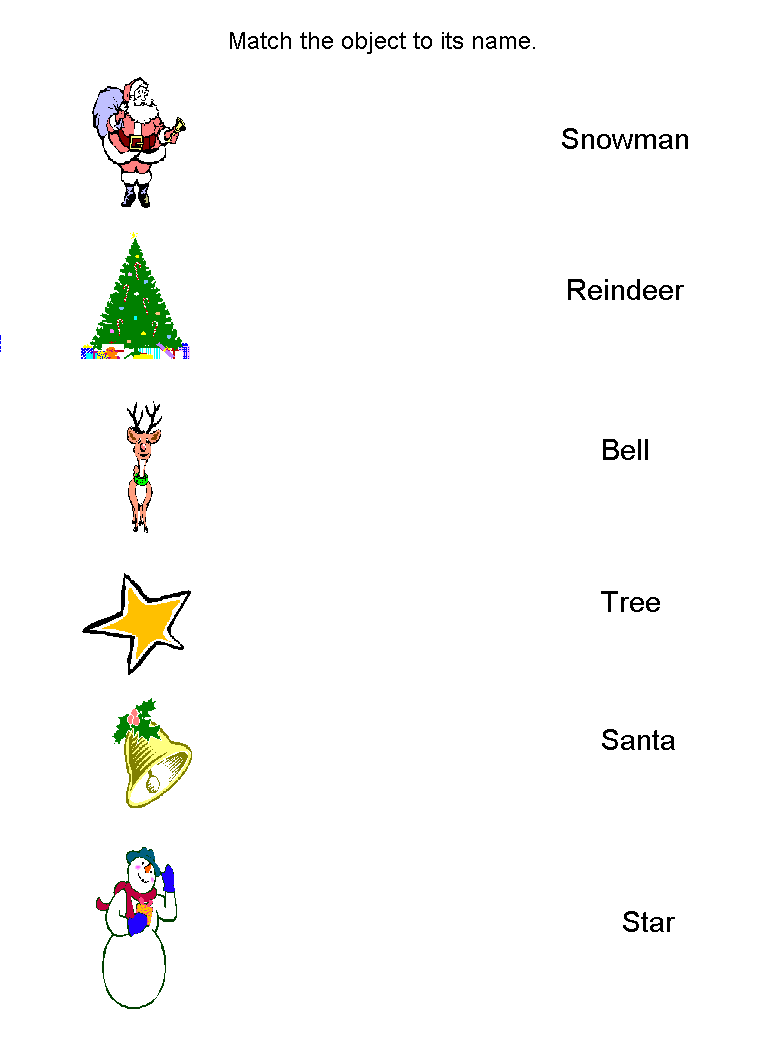 Match the object to its name.
Snowman
Reindeer
Bell
Tree
Santa
Star